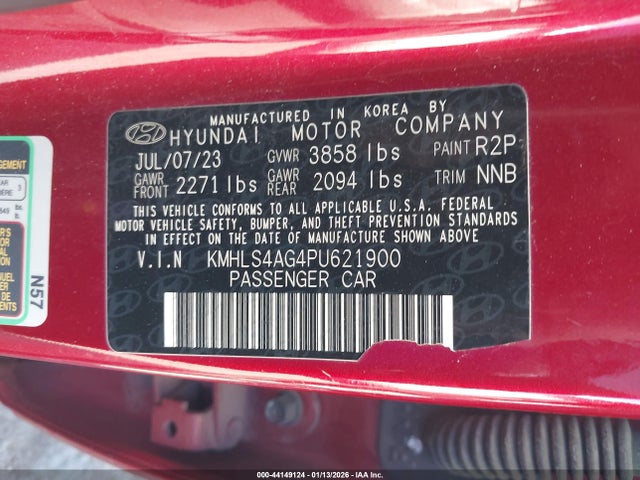 MANUFACTURED IN KOREA BY
HYUNDAI MOTOR COMPANY
JUL/07/23 GVWR 3858 lbs PAINT R2P
GAWR FRONT 2271 lbs GAWR REAR 2094 lbs TRIM NNB
THIS VEHICLE CONFORMS TO ALL APPLICABLE U.S.A. FEDERAL
MOTOR VEHICLE SAFETY, BUMPER, AND THEFT PREVENTION STANDARDS
IN EFFECT ON THE DATE OF MANUFACTURE SHOWN ABOVE
V.I.N KMHLS4AG4PU621900
PASSENGER CAR
N57
000-44149124 | 01/13/2026 | IAA Inc.